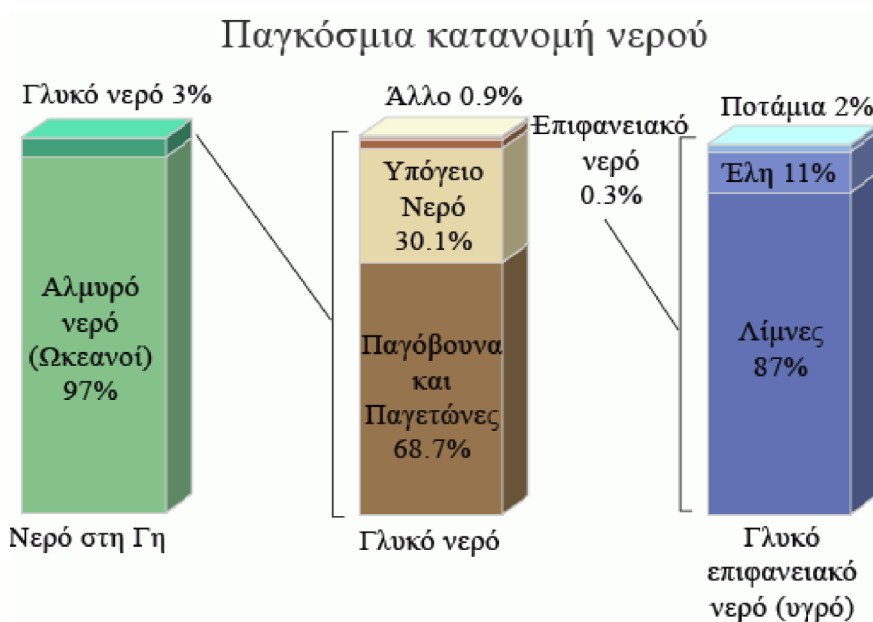 Παγκόσμια κατανομή νερού
Γλυκό νερό 3%
Αλμυρό
νερό
(Ωκεανοί)
97%
Νερό στη Γη
Άλλο 0.9%
Υπόγειο
Νερό
30.1%
Παγόβουνα
και
Παγετώνες
68.7%
Γλυκό νερό
Επιφανειακό
νερό
0.3%
Ποτάμια 2%
Έλη 11%
Λίμνες
87%
Γλυκό
επιφανειακό
νερό (υγρό)